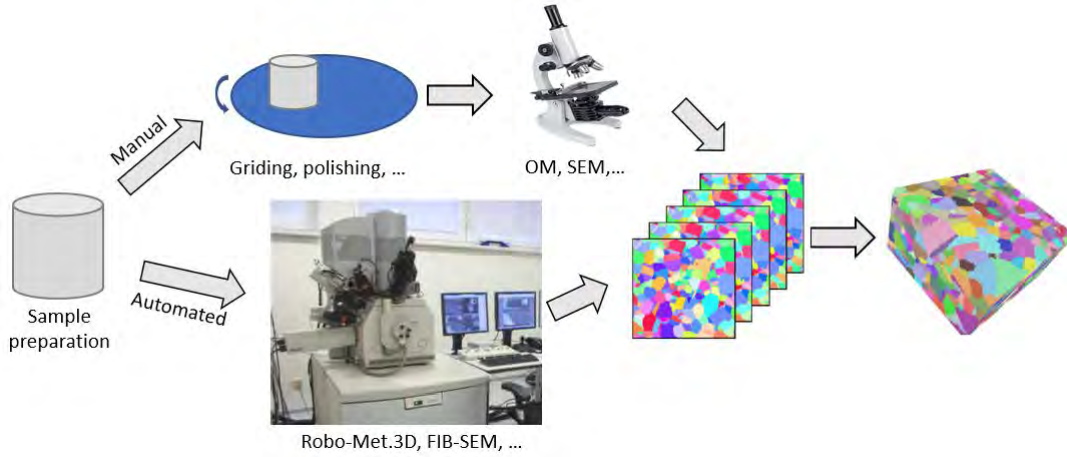 Manual
Griding, polishing, ...
OM, SEM,...
Sample
preparation
Automated
Robo-Met.3D, FIB-SEM, ...